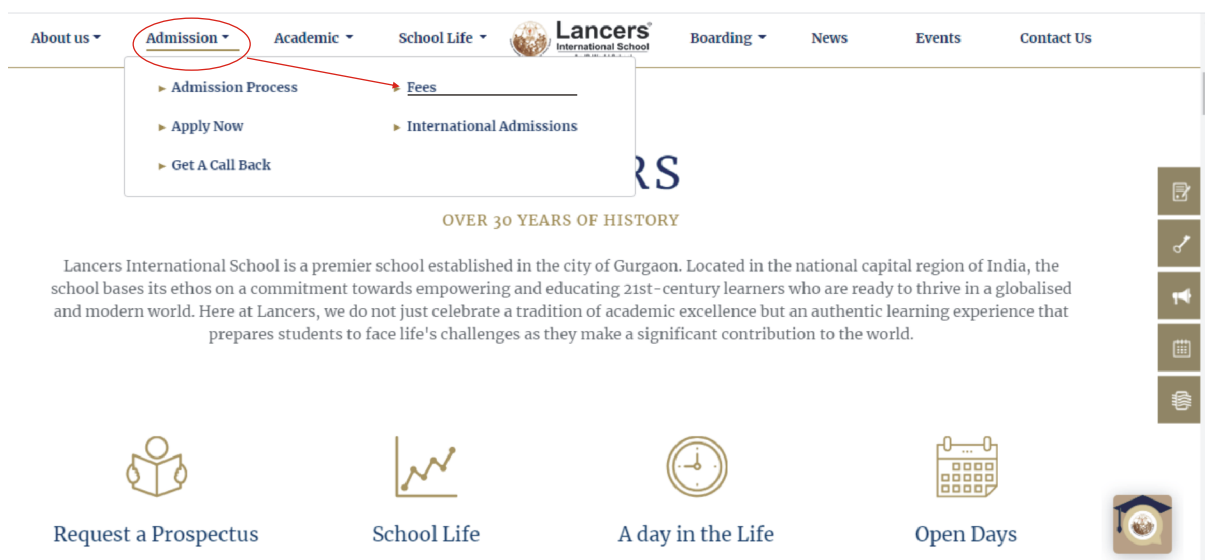 About us
Admission
Academic
School Life
Lancers
International School
Boarding
News
Events
Contact Us
Admission Process
Fees
Apply Now
International Admissions
Get A Call Back
RS
OVER 30 YEARS OF HISTORY
Lancers International School is a premier school established in the city of Gurgaon. Located in the national capital region of India, the
school bases its ethos on a commitment towards empowering and educating 21st-century learners who are ready to thrive in a globalised
and modern world. Here at Lancers, we do not just celebrate a tradition of academic excellence but an authentic learning experience that
prepares students to face life's challenges as they make a significant contribution to the world.
Request a Prospectus
School Life
A day in the Life
Open Days